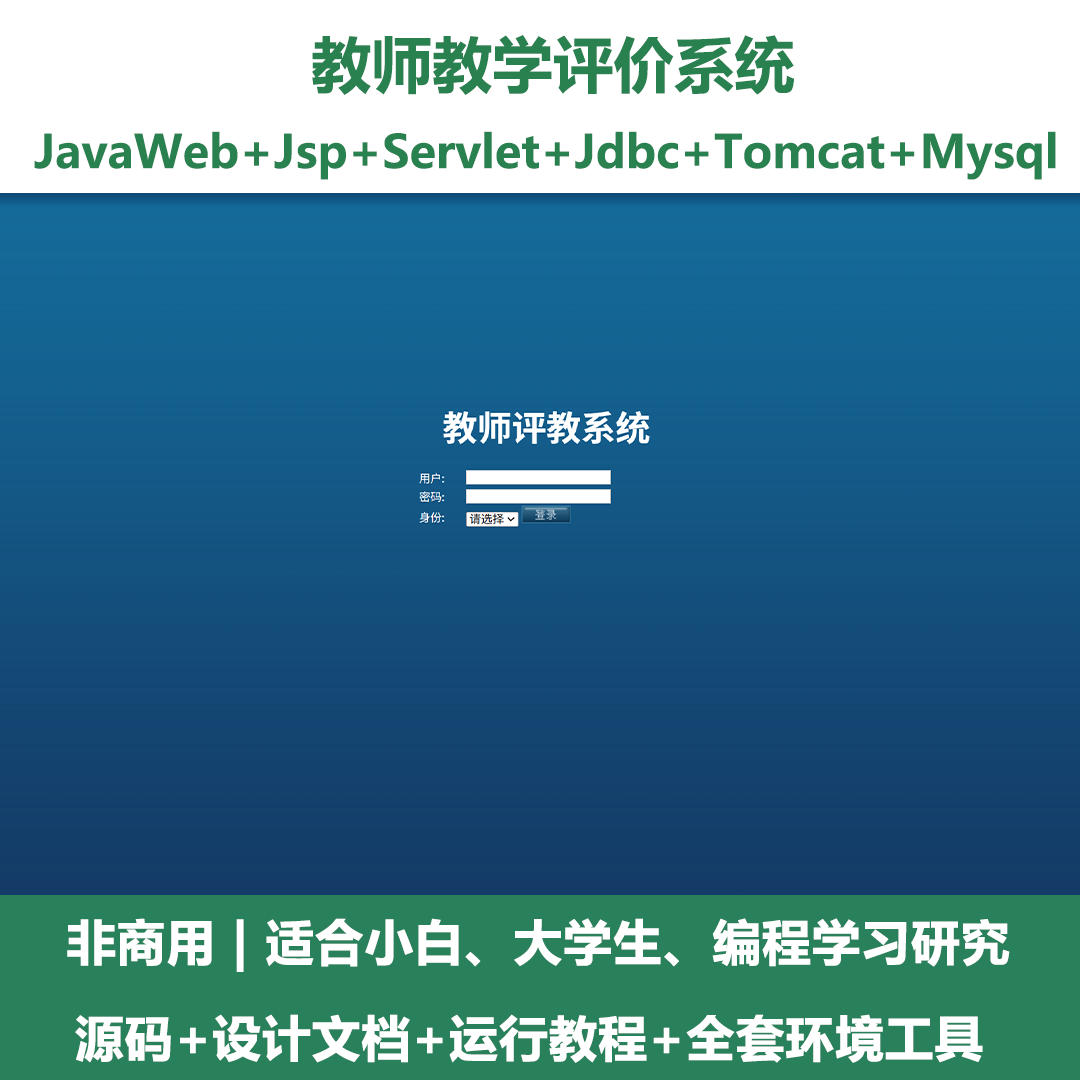 教师教学评价系统
JavaWeb+Jsp+Servlet+Jdbc+Tomcat+Mysql
教师评教系统
用户:
密码:
身份: 请选择 登录
非商用｜适合小白、大学生、编程学习研究
源码+设计文档+运行教程+全套环境工具